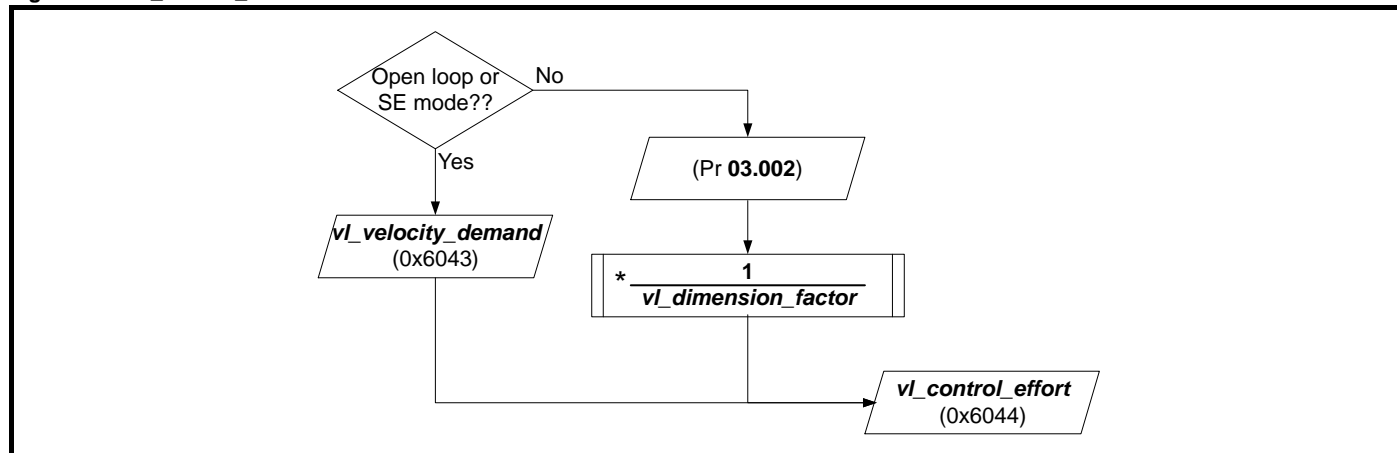 Open loop or
SE mode??
No
Yes
(Pr 03.002)
vl_velocity_demand
(0x6043)
* 1
vl_dimension_factor
vl_control_effort
(0x6044)